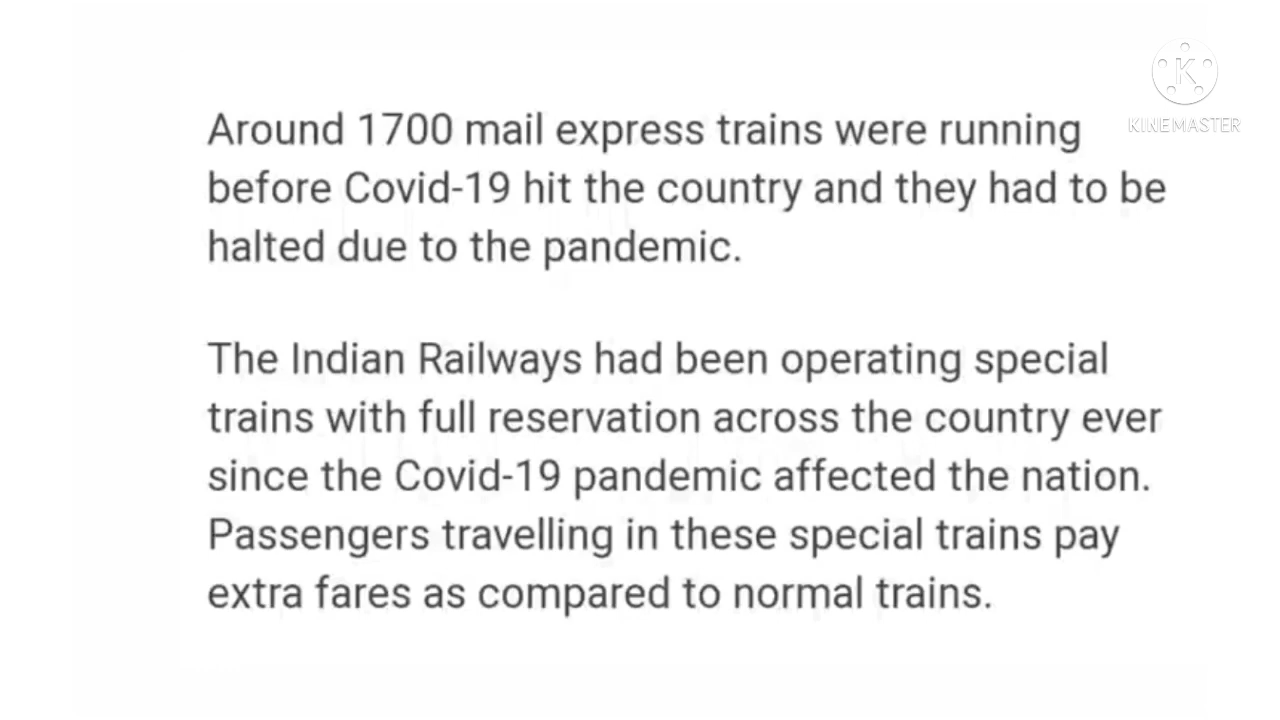 KINEMASTER
Around 1700 mail express trains were running
before Covid-19 hit the country and they had to be
halted due to the pandemic.
The Indian Railways had been operating special
trains with full reservation across the country ever
since the Covid-19 pandemic affected the nation.
Passengers travelling in these special trains pay
extra fares as compared to normal trains.